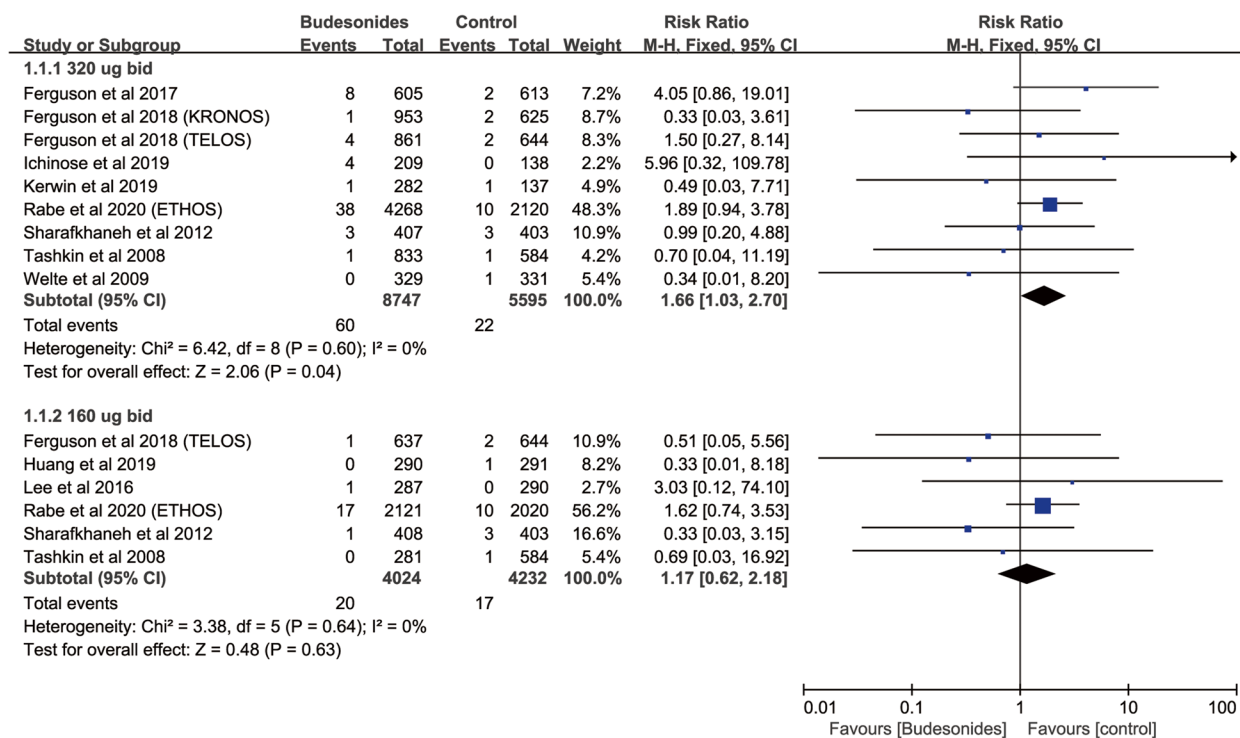 Budesonides Control Risk Ratio Risk Ratio
Study or Subgroup Events Total Events Total Weight M-H, Fixed, 95% CI M-H, Fixed, 95% CI
1.1.1 320 ug bid
Ferguson et al 2017 8 605 2 613 7.2% 4.05 [0.86, 19.01]
Ferguson et al 2018 (KRONOS) 1 953 2 625 8.7% 0.33 [0.03, 3.61]
Ferguson et al 2018 (TELOS) 4 861 2 644 8.3% 1.50 [0.27, 8.14]
Ichinose et al 2019 4 209 0 138 2.2% 5.96 [0.32, 109.78]
Kerwin et al 2019 1 282 1 137 4.9% 0.49 [0.03, 7.71]
Rabe et al 2020 (ETHOS) 38 4268 10 2120 48.3% 1.89 [0.94, 3.78]
Sharafkhaneh et al 2012 3 407 3 403 10.9% 0.99 [0.20, 4.88]
Tashkin et al 2008 1 833 1 584 4.2% 0.70 [0.04, 11.19]
Welte et al 2009 0 329 1 331 5.4% 0.34 [0.01, 8.20]
Subtotal (95% CI) 8747 5595 100.0% 1.66 [1.03, 2.70]
Total events 60 22
Heterogeneity: Chi² = 6.42, df = 8 (P = 0.60); I² = 0%
Test for overall effect: Z = 2.06 (P = 0.04)
1.1.2 160 ug bid
Ferguson et al 2018 (TELOS) 1 637 2 644 10.9% 0.51 [0.05, 5.56]
Huang et al 2019 0 290 1 291 8.2% 0.33 [0.01, 8.18]
Lee et al 2016 1 287 0 290 2.7% 3.03 [0.12, 74.10]
Rabe et al 2020 (ETHOS) 17 2121 10 2020 56.2% 1.62 [0.74, 3.53]
Sharafkhaneh et al 2012 1 408 3 403 16.6% 0.33 [0.03, 3.15]
Tashkin et al 2008 0 281 1 584 5.4% 0.69 [0.03, 16.92]
Subtotal (95% CI) 4024 4232 100.0% 1.17 [0.62, 2.18]
Total events 20 17
Heterogeneity: Chi² = 3.38, df = 5 (P = 0.64); I² = 0%
Test for overall effect: Z = 0.48 (P = 0.63)
0.01 0.1 1 10 100
Favours [Budesonides] Favours [control]